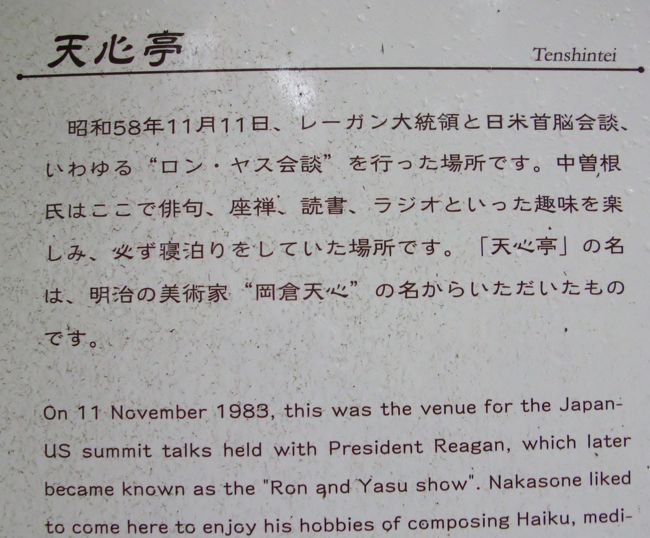 天心亭
Tenshintei
昭和58年11月11日、レーガン大統領と日米首脳会談、
いわゆる“ロン・ヤス会談”を行った場所です。中曽根
氏はここで俳句、座禅、読書、ラジオといった趣味を楽
しみ、必ず寝泊りをしていた場所です。「天心亭」の名
は、明治の美術家“岡倉天心”の名からいただいたもの
です。
On 11 November 1983, this was the venue for the Japan-
US summit talks held with President Reagan, which later
became known as the "Ron and Yasu show". Nakasone liked
to come here to enjoy his hobbies of composing Haiku, medi-